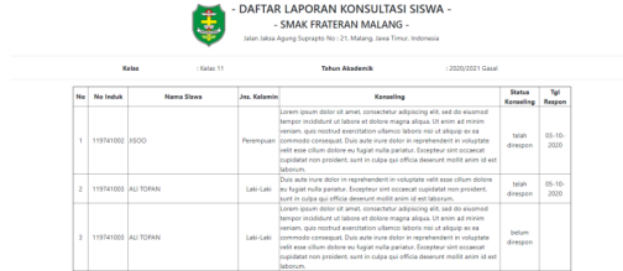 - DAFTAR LAPORAN KONSULTASI SISWA -
- SMAK FRATERAN MALANG -
Jalan Jaksa Agung Suprapto No : 21, Malang, Jawa Timur, Indonesia
Kelas : Kelas 11 Tahun Akademik : 2020/2021 Gasal
No No Induk Nama Siswa Jns. Kelamin Konseling Status Konseling Tgl Respon
1 119741002 JISOO Perempuan
Lorem ipsum dolor sit amet, consectetur adipiscing elit, sed do eiusmod
tempor incididunt ut labore et dolore magna aliqua. Ut enim ad minim
veniam, quis nostrud exercitation ullamco laboris nisi ut aliquip ex ea
commodo consequat. Duis aute irure dolor in reprehenderit in voluptate
velit esse cillum dolore eu fugiat nulla pariatur. Excepteur sint occaecat
cupidatat non proident, sunt in culpa qui officia deserunt mollit anim id est
laborum.
telah
direspon
03-10-
2020
2 119741003 ALI TOPAN Laki-Laki
Duis aute irure dolor in reprehenderit in voluptate velit esse cillum dolore
eu fugiat nulla pariatur. Excepteur sint occaecat cupidatat non proident,
sunt in culpa qui officia deserunt mollit anim id est laborum.
telah
direspon
05-10-
2020
3 119741003 ALI TOPAN Laki-Laki
Lorem ipsum dolor sit amet, consectetur adipiscing elit, sed do eiusmod
tempor incididunt ut labore et dolore magna aliqua. Ut enim ad minim
veniam, quis nostrud exercitation ullamco laboris nisi ut aliquip ex ea
commodo consequat. Duis aute irure dolor in reprehenderit in voluptate
velit esse cillum dolore eu fugiat nulla pariatur. Excepteur sint occaecat
cupidatat non proident, sunt in culpa qui officia deserunt mollit anim id est
laborum.
belum
direspon